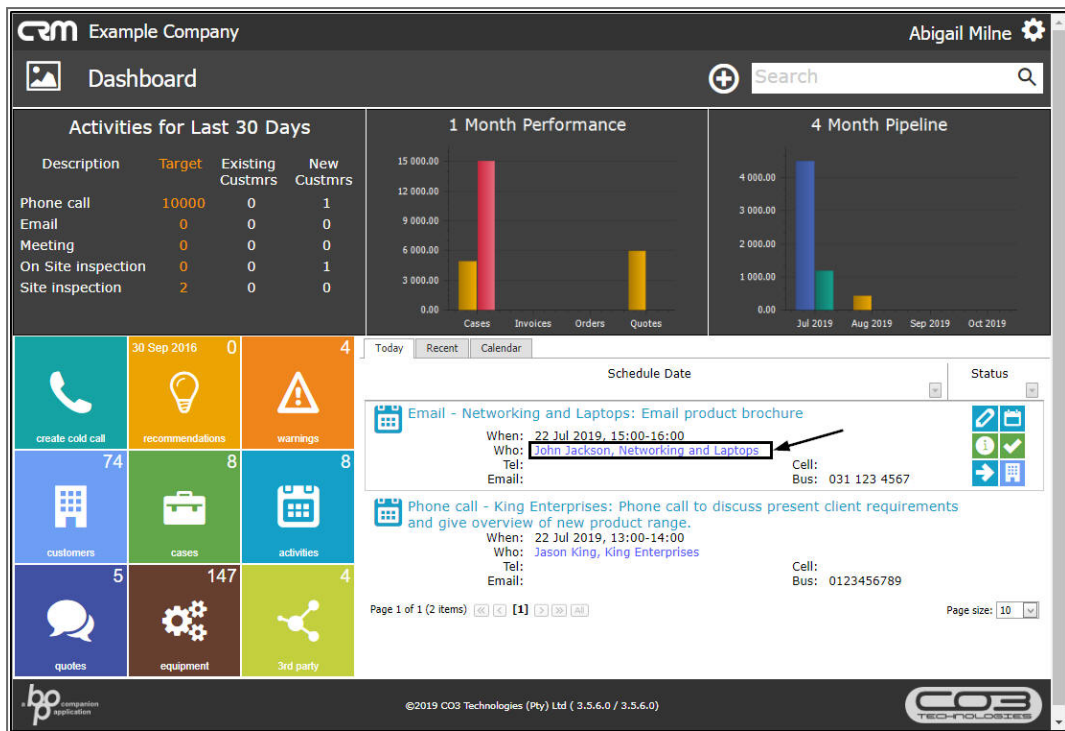 CRM Example Company
Abigail Milne
Dashboard
Search
Activities for Last 30 Days
Description Target Existing Custmrs New Custmrs
Phone call 10000 0 1
Email 0 0 0
Meeting 0 0 0
On Site inspection 0 0 1
Site inspection 2 0 0
1 Month Performance
15 000.00
12 000.00
9 000.00
6 000.00
3 000.00
0.00
Cases Invoices Orders Quotes
4 Month Pipeline
4 000.00
3 000.00
2 000.00
1 000.00
0.00
Jul 2019 Aug 2019 Sep 2019 Oct 2019
create cold call
30 Sep 2016 0
recommendations
4
warnings
74
customers
8
cases
8
activities
5
quotes
147
equipment
4
3rd party
Today Recent Calendar
Schedule Date Status
Email - Networking and Laptops: Email product brochure
When: 22 Jul 2019, 15:00-16:00
Who: John Jackson, Networking and Laptops
Tel: Cell:
Email: Bus: 031 123 4567
Phone call - King Enterprises: Phone call to discuss present client requirements
and give overview of new product range.
When: 22 Jul 2019, 13:00-14:00
Who: Jason King, King Enterprises
Tel: Cell:
Email: Bus: 0123456789
Page 1 of 1 (2 items) [1] All Page size: 10
a bpo companion
application
©2019 CO3 Technologies (Pty) Ltd ( 3.5.6.0 / 3.5.6.0)
CO3
TECHNOLOGIES